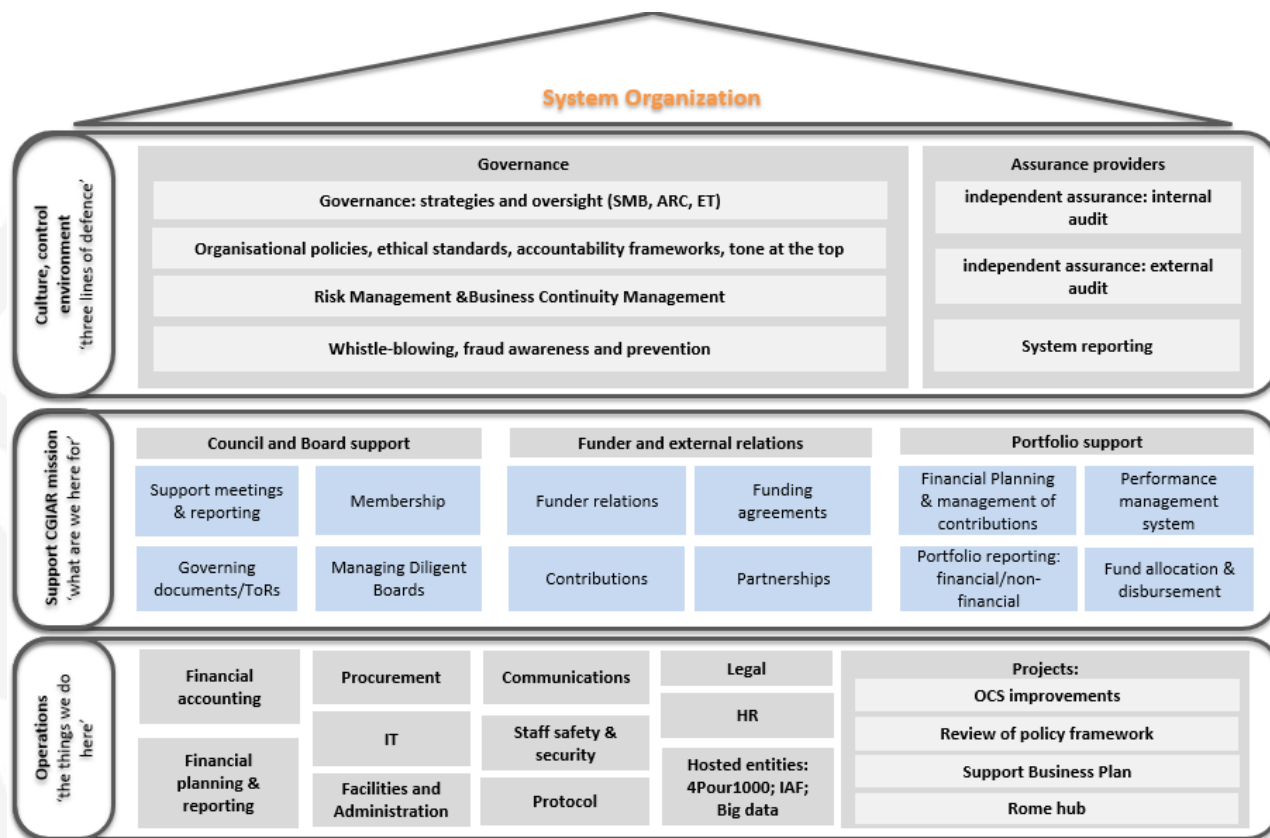 System Organization
Culture, control
environment
'three lines of defence'
Governance
Governance: strategies and oversight (SMB, ARC, ET)
Organisational policies, ethical standards, accountability frameworks, tone at the top
Risk Management &Business Continuity Management
Whistle-blowing, fraud awareness and prevention
Assurance providers
independent assurance: internal
audit
independent assurance: external
audit
System reporting
Support CGIAR mission
'what are we here for'
Council and Board support
Support meetings
& reporting
Membership
Governing
documents/ToRs
Managing Diligent
Boards
Funder and external relations
Funder relations
Funding
agreements
Contributions
Partnerships
Portfolio support
Financial Planning
& management of
contributions
Performance
management
system
Portfolio reporting:
financial/non-
financial
Fund allocation &
disbursement
Operations
'the things we do
here'
Financial
accounting
Financial
planning &
reporting
Procurement
IT
Facilities and
Administration
Communications
Staff safety &
security
Protocol
Legal
HR
Hosted entities:
4Pour1000; IAF;
Big data
Projects:
OCS improvements
Review of policy framework
Support Business Plan
Rome hub